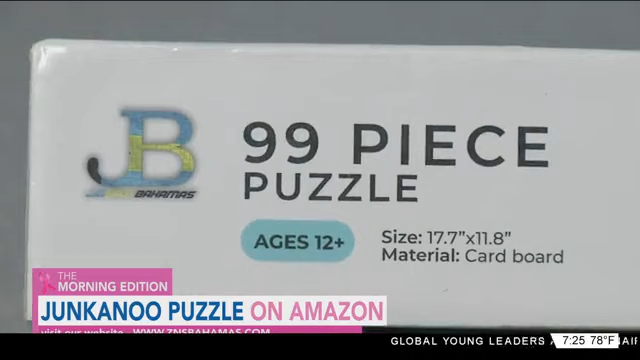 JB
BAHAMAS
99 PIECE
PUZZLE
AGES 12+
Size: 17.7"x11.8"
Material: Card board
THE
MORNING EDITION
JUNKANOO PUZZLE ON AMAZON
visit our website - WWW.ZNSBAHAMAS.COM
GLOBAL YOUNG LEADERS
7:25 78°F